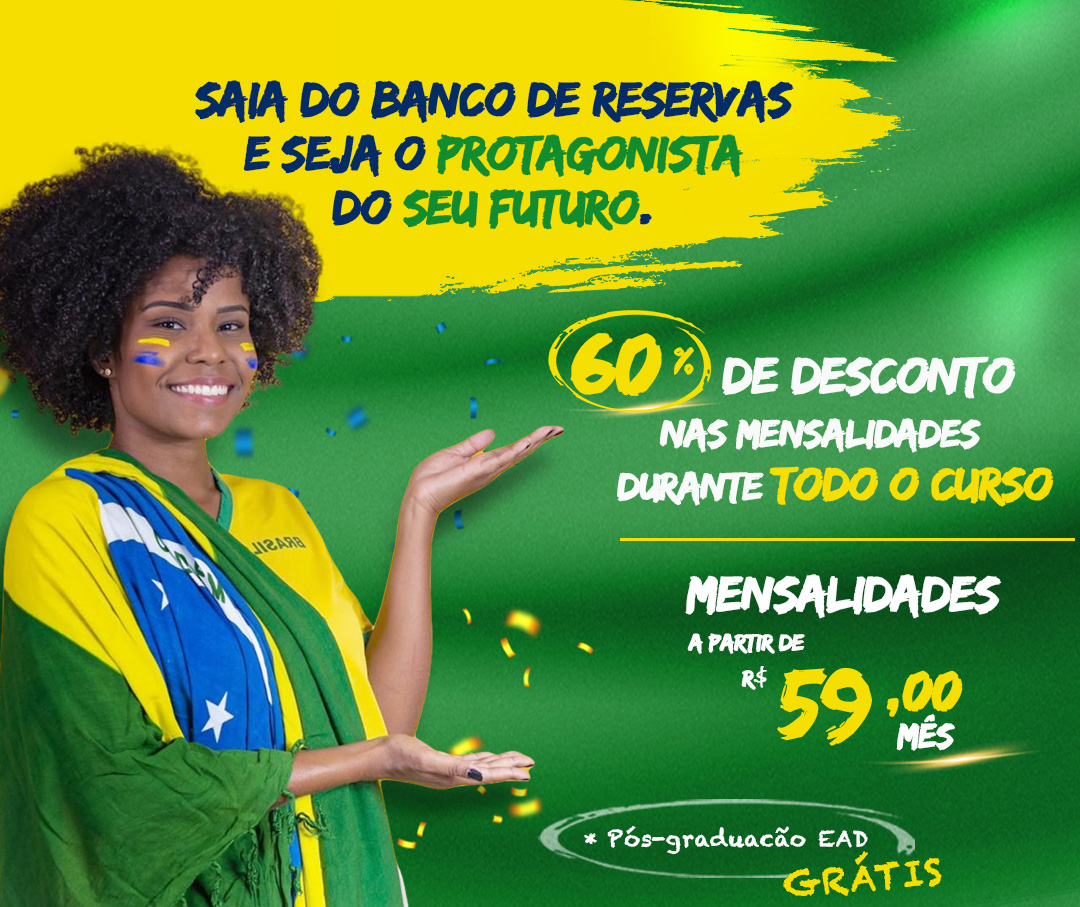 SAIA DO BANCO DE RESERVAS
E SEJA O PROTAGONISTA
DO SEU FUTURO.
60% DE DESCONTO
NAS MENSALIDADES
DURANTE TODO O CURSO
BRASIL
MENSALIDADES
A PARTIR DE
R$ 59,00
MÊS
* Pós-graduacão EAD
GRÁTIS